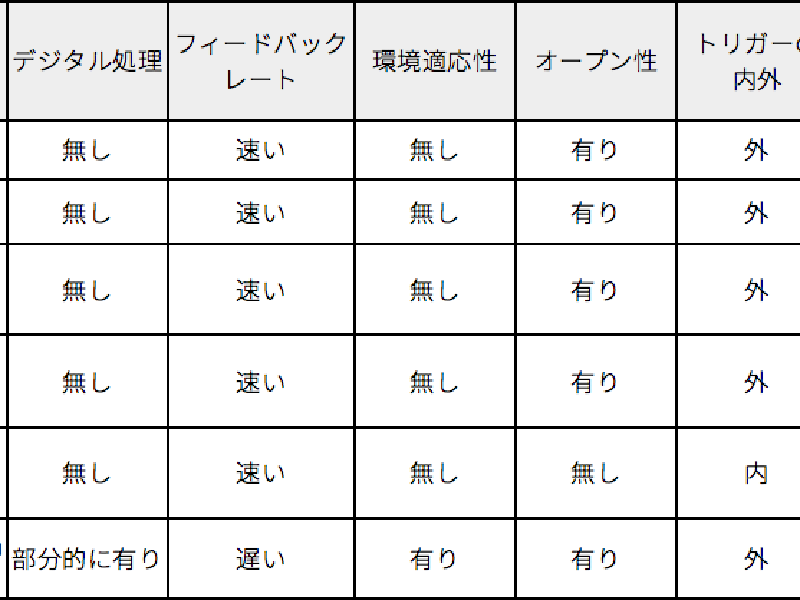 デジタル処理 フィードバック 環境適応性 オープン性 トリガー
レート 内外
無し 速い 無し 有り 外
無し 速い 無し 有り 外
無し 速い 無し 有り 外
無し 速い 無し 有り 外
無し 速い 無し 無し 内
部分的に有り 遅い 有り 有り 外